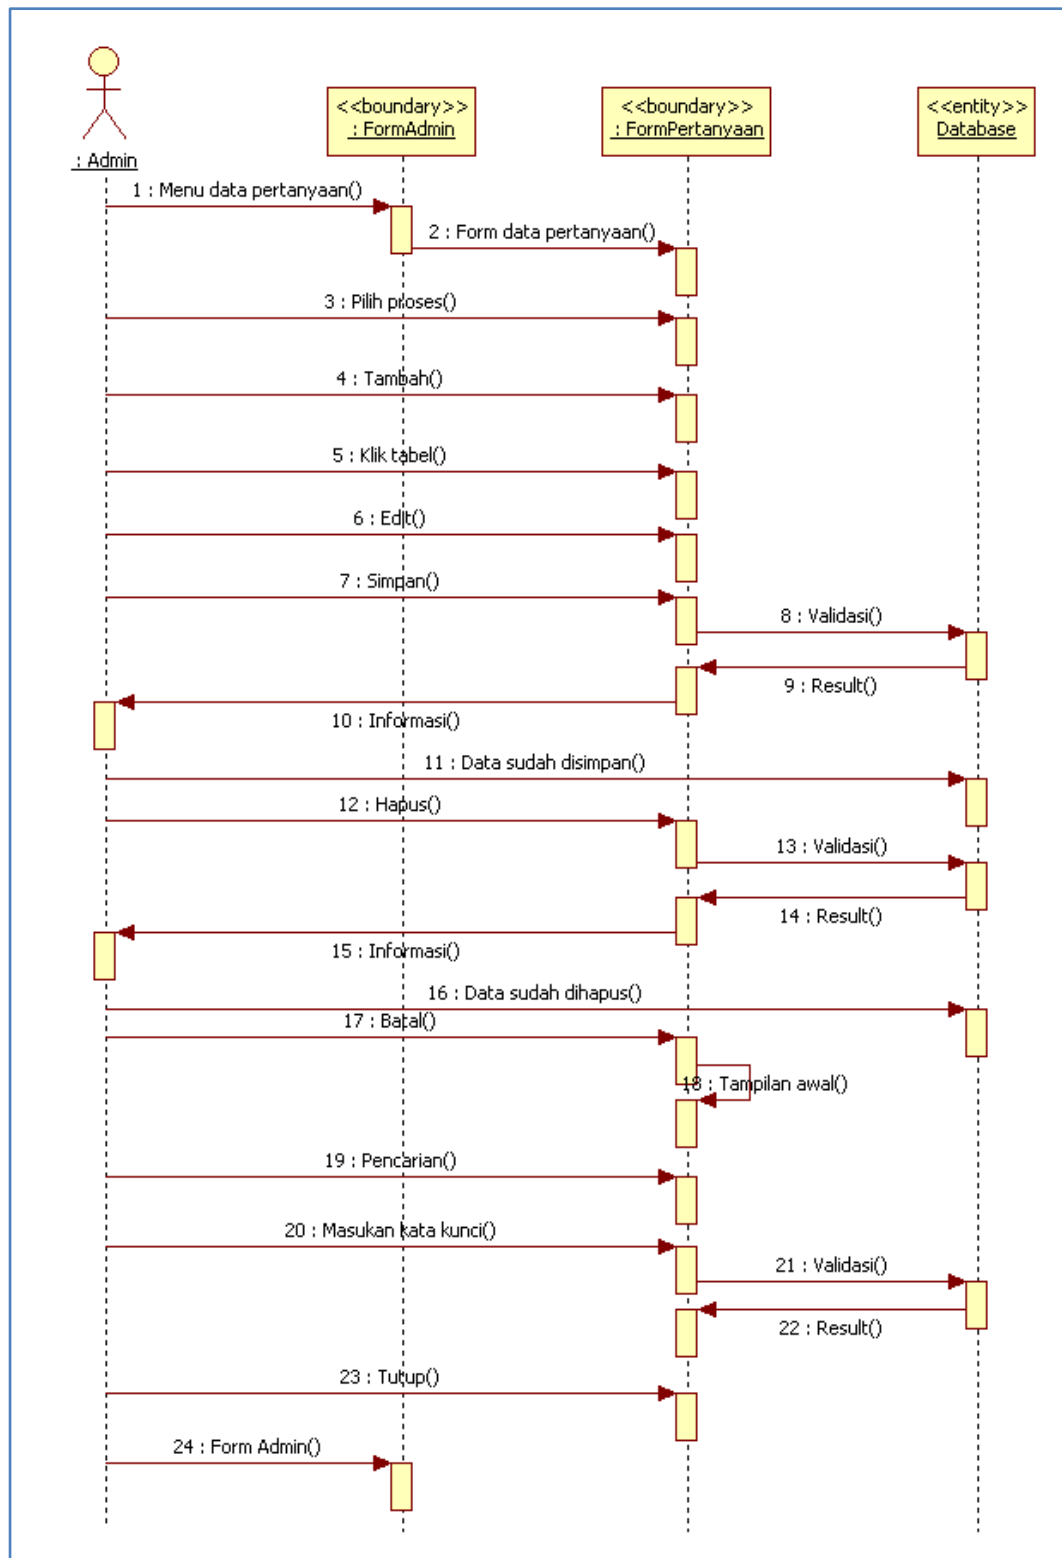 <<boundary>>
: FormAdmin
<<boundary>>
: FormPertanyaan
<<entity>>
Database
: Admin
1 : Menu data pertanyaan()
2 : Form data pertanyaan()
3 : Pilih proses()
4 : Tambah()
5 : Klik tabel()
6 : Edit()
7 : Simpan()
8 : Validasi()
9 : Result()
10 : Informasi()
11 : Data sudah disimpan()
12 : Hapus()
13 : Validasi()
14 : Result()
15 : Informasi()
16 : Data sudah dihapus()
17 : Batal()
18 : Tampilan awal()
19 : Pencarian()
20 : Masukan kata kunci()
21 : Validasi()
22 : Result()
23 : Tutup()
24 : Form Admin()